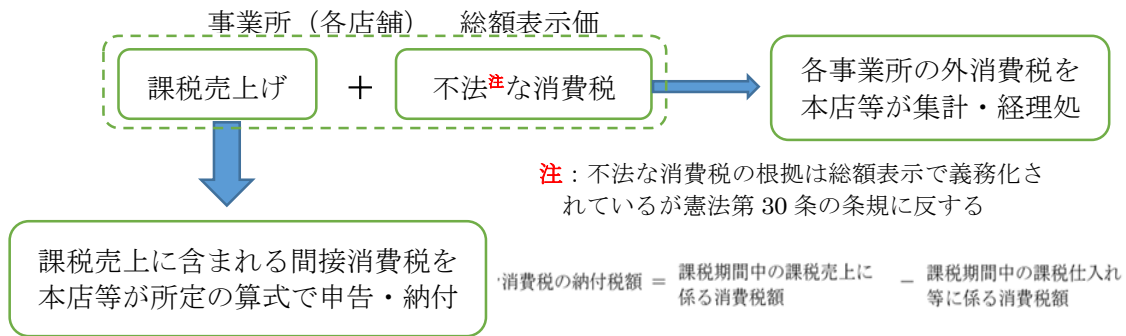 事業所（各店舗） 総額表示価
課税売上げ
＋
不法注な消費税
各事業所の外消費税を
本店等が集計・経理処
注：不法な消費税の根拠は総額表示で義務化さ
れているが憲法第 30 条の条規に反する
課税売上に含まれる間接消費税を
本店等が所定の算式で申告・納付
消費税の納付税額 ＝ 課税期間中の課税売上に
係る消費税額
－ 課税期間中の課税仕入れ
等に係る消費税額